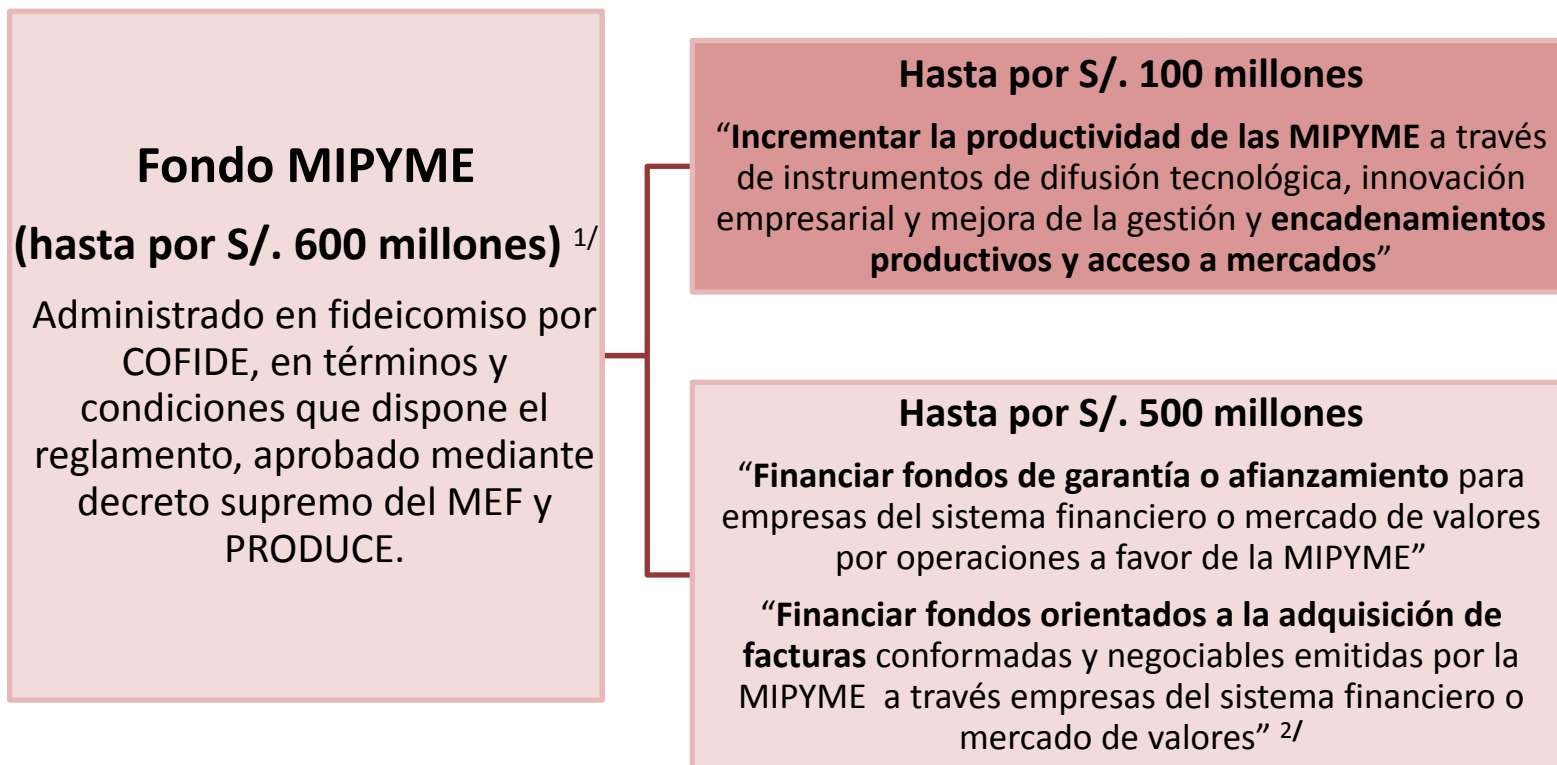 Fondo MIPYME
(hasta por S/. 600 millones) 1/
Administrado en fideicomiso por
COFIDE, en términos y
condiciones que dispone el
reglamento, aprobado mediante
decreto supremo del MEF y
PRODUCE.
Hasta por S/. 100 millones
“Incrementar la productividad de las MIPYME a través
de instrumentos de difusión tecnológica, innovación
empresarial y mejora de la gestión y encadenamientos
productivos y acceso a mercados”
Hasta por S/. 500 millones
“Financiar fondos de garantía o afianzamiento para
empresas del sistema financiero o mercado de valores
por operaciones a favor de la MIPYME”
“Financiar fondos orientados a la adquisición de
facturas conformadas y negociables emitidas por la
MIPYME a través empresas del sistema financiero o
mercado de valores” 2/